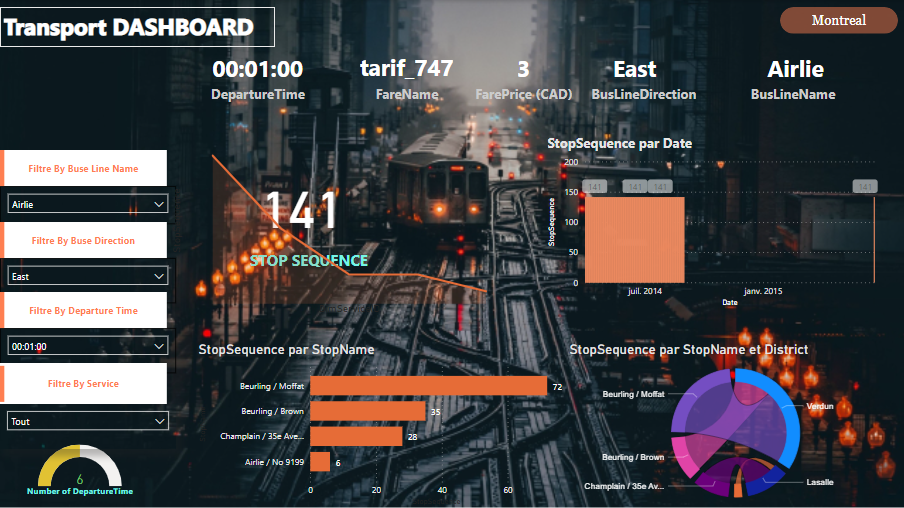 Transport DASHBOARD
Montreal
00:01:00
DepartureTime
tarif_747
FareName
3
FarePriçe (CAD)
East
BusLineDirection
Airlie
BusLineName
Filtre By Buse Line Name
Airlie
Filtre By Buse Direction
East
Filtre By Departure Time
00:01:00
Filtre By Service
Tout
6
Number of DepartureTime
141
STOP SEQUENCE
StopSequence par Date
StopSequence
200
150
100
50
0
141
141
141
141
juil. 2014
janv. 2015
Date
StopSequence par StopName
Beurling / Moffat
72
Beurling / Brown
35
Champlain / 35e Ave...
28
Airlie / No 9199
6
0
20
40
60
StopSequence par StopName et District
Beurling / Moffat
Verdun
Beurling / Brown
Champlain / 35e Av...
Lasalle